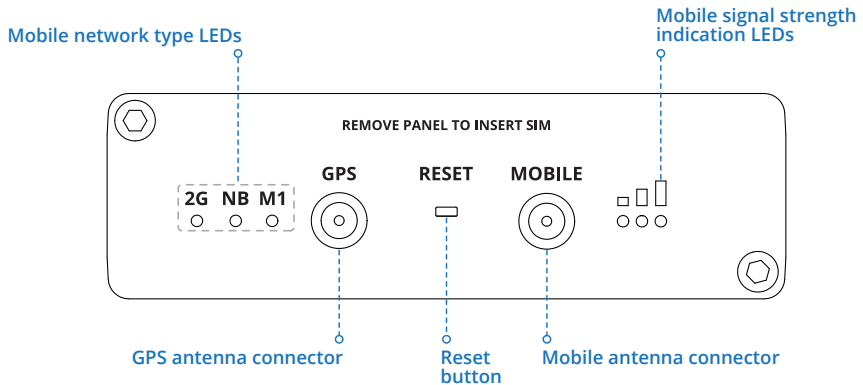 Mobile signal strength
indication LEDs
Mobile network type LEDs
REMOVE PANEL TO INSERT SIM
GPS RESET MOBILE
2G NB M1
GPS antenna connector
Reset
button
Mobile antenna connector